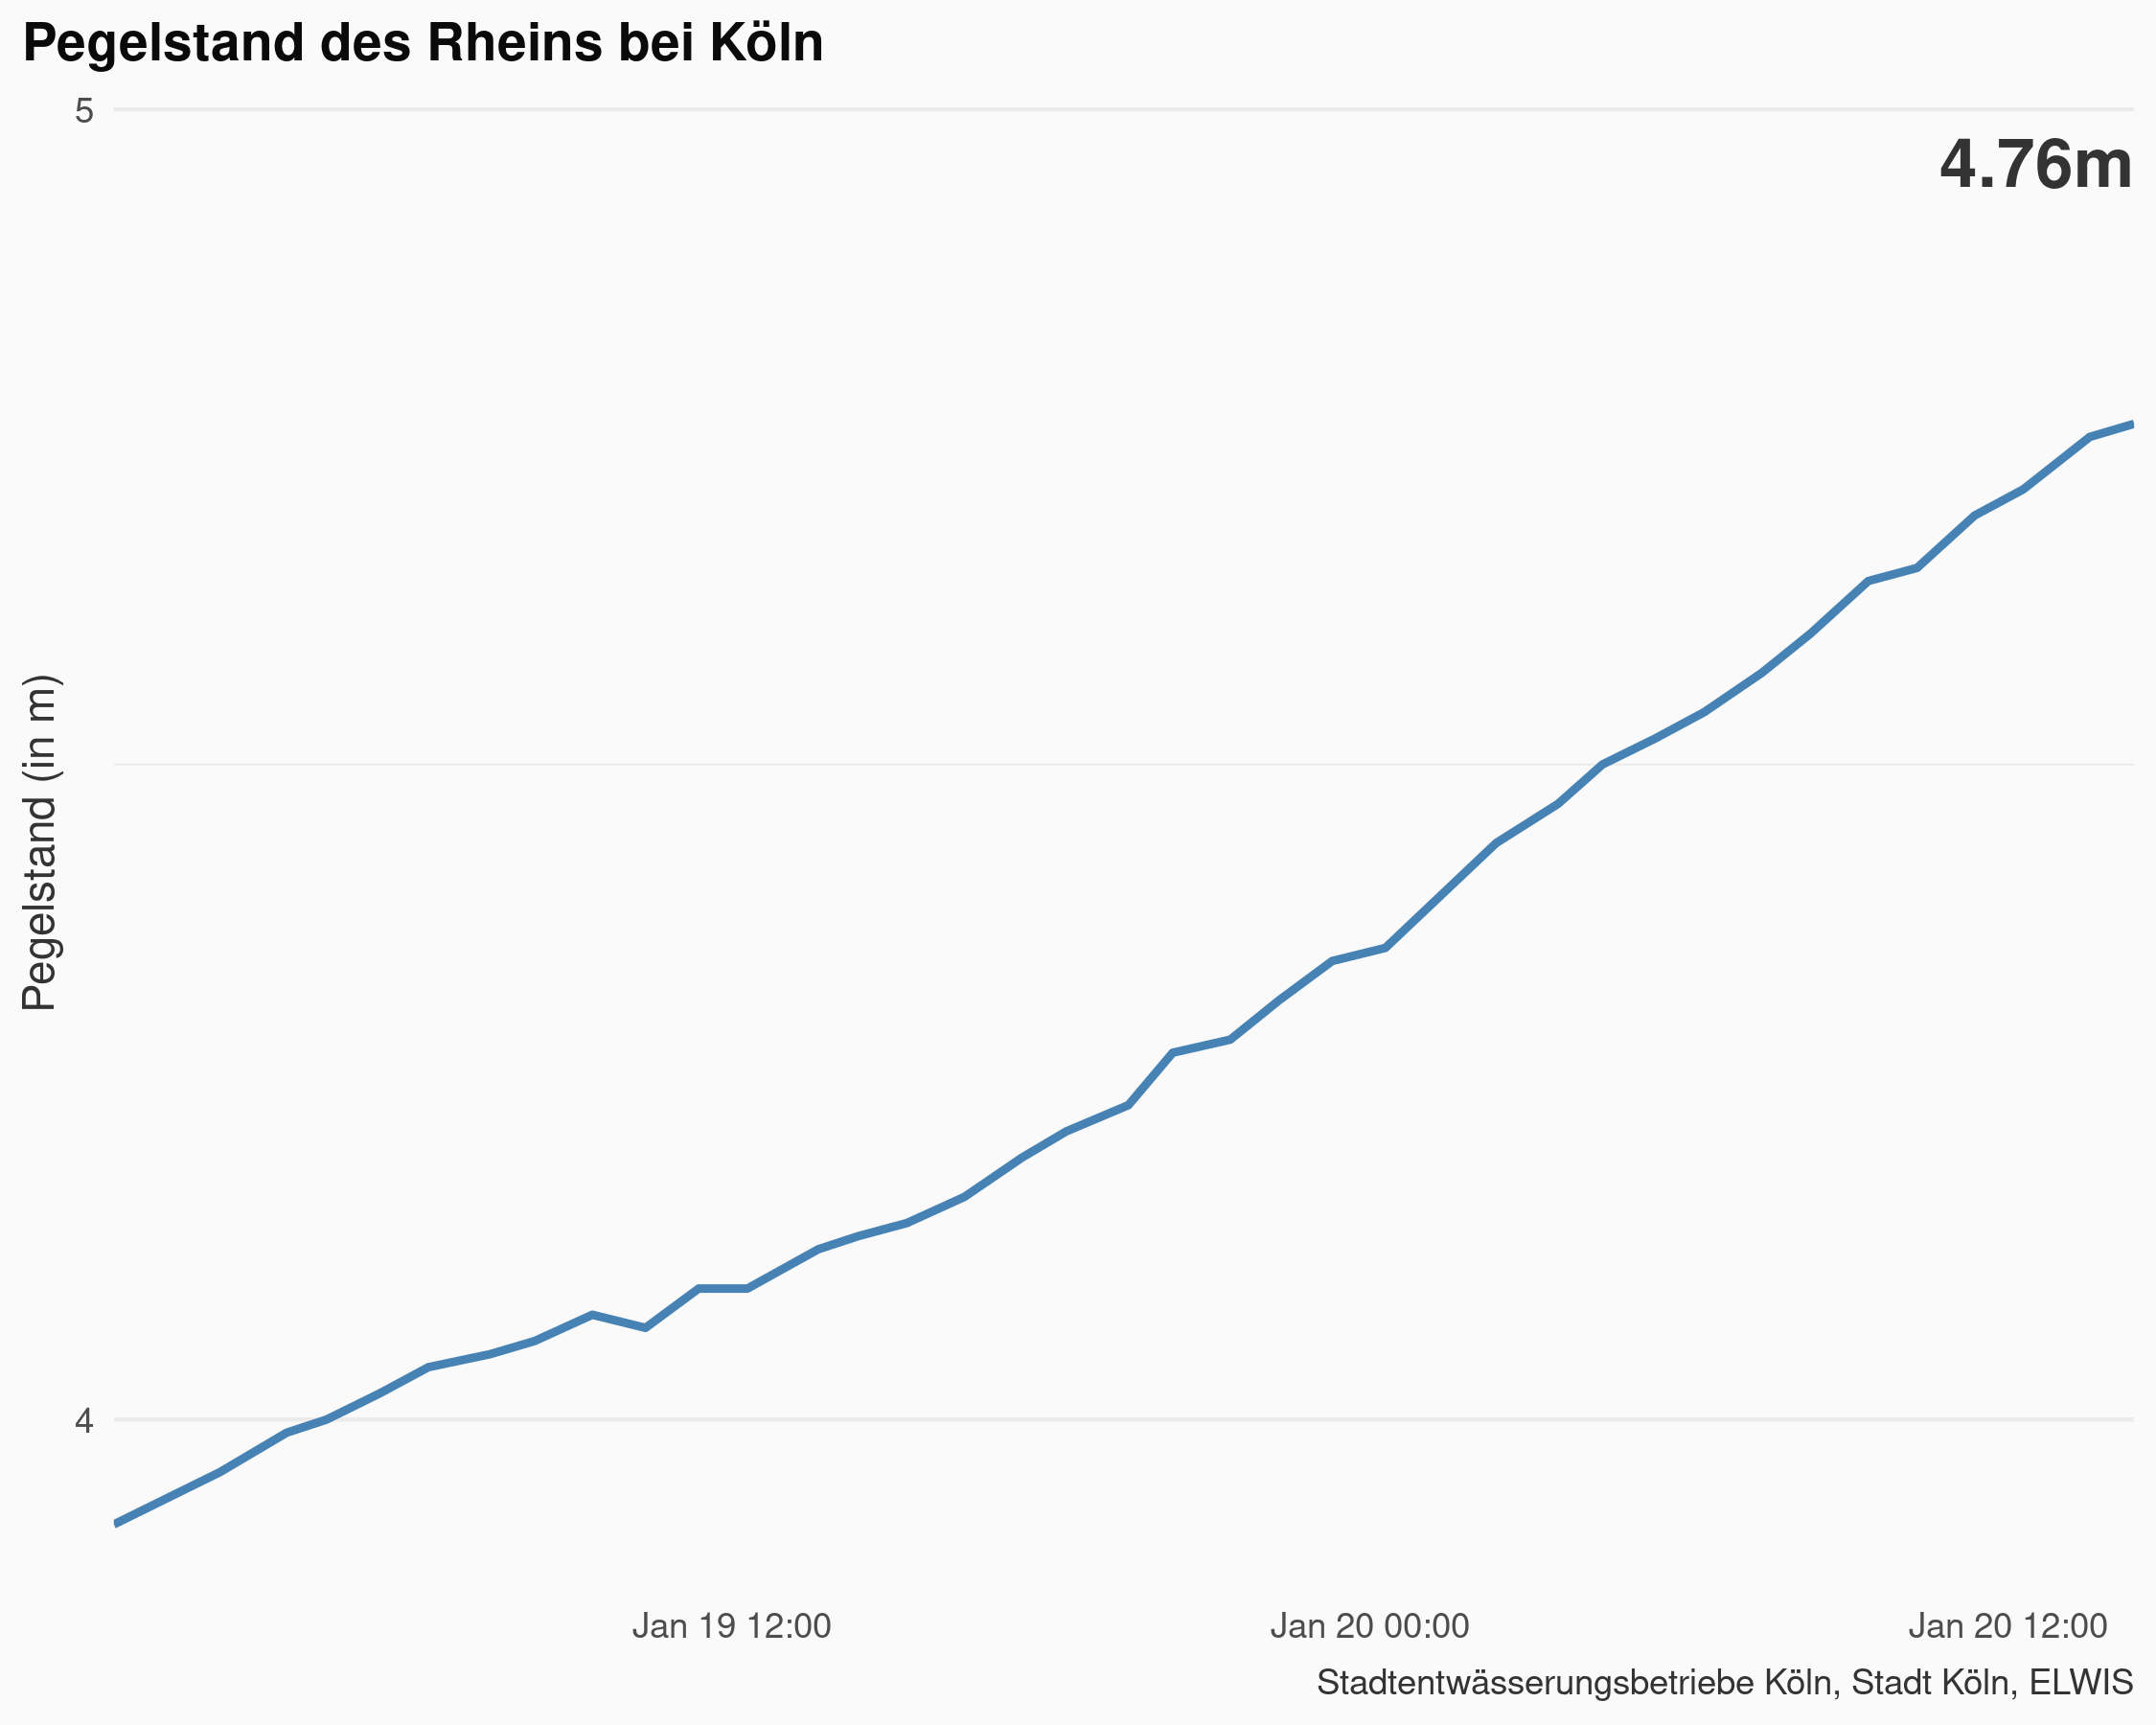 Pegelstand des Rheins bei Köln
5
4.76m
Pegelstand (in m)
4
Jan 19 12:00
Jan 20 00:00
Jan 20 12:00
Stadtentwässerungsbetriebe Köln, Stadt Köln, ELWIS